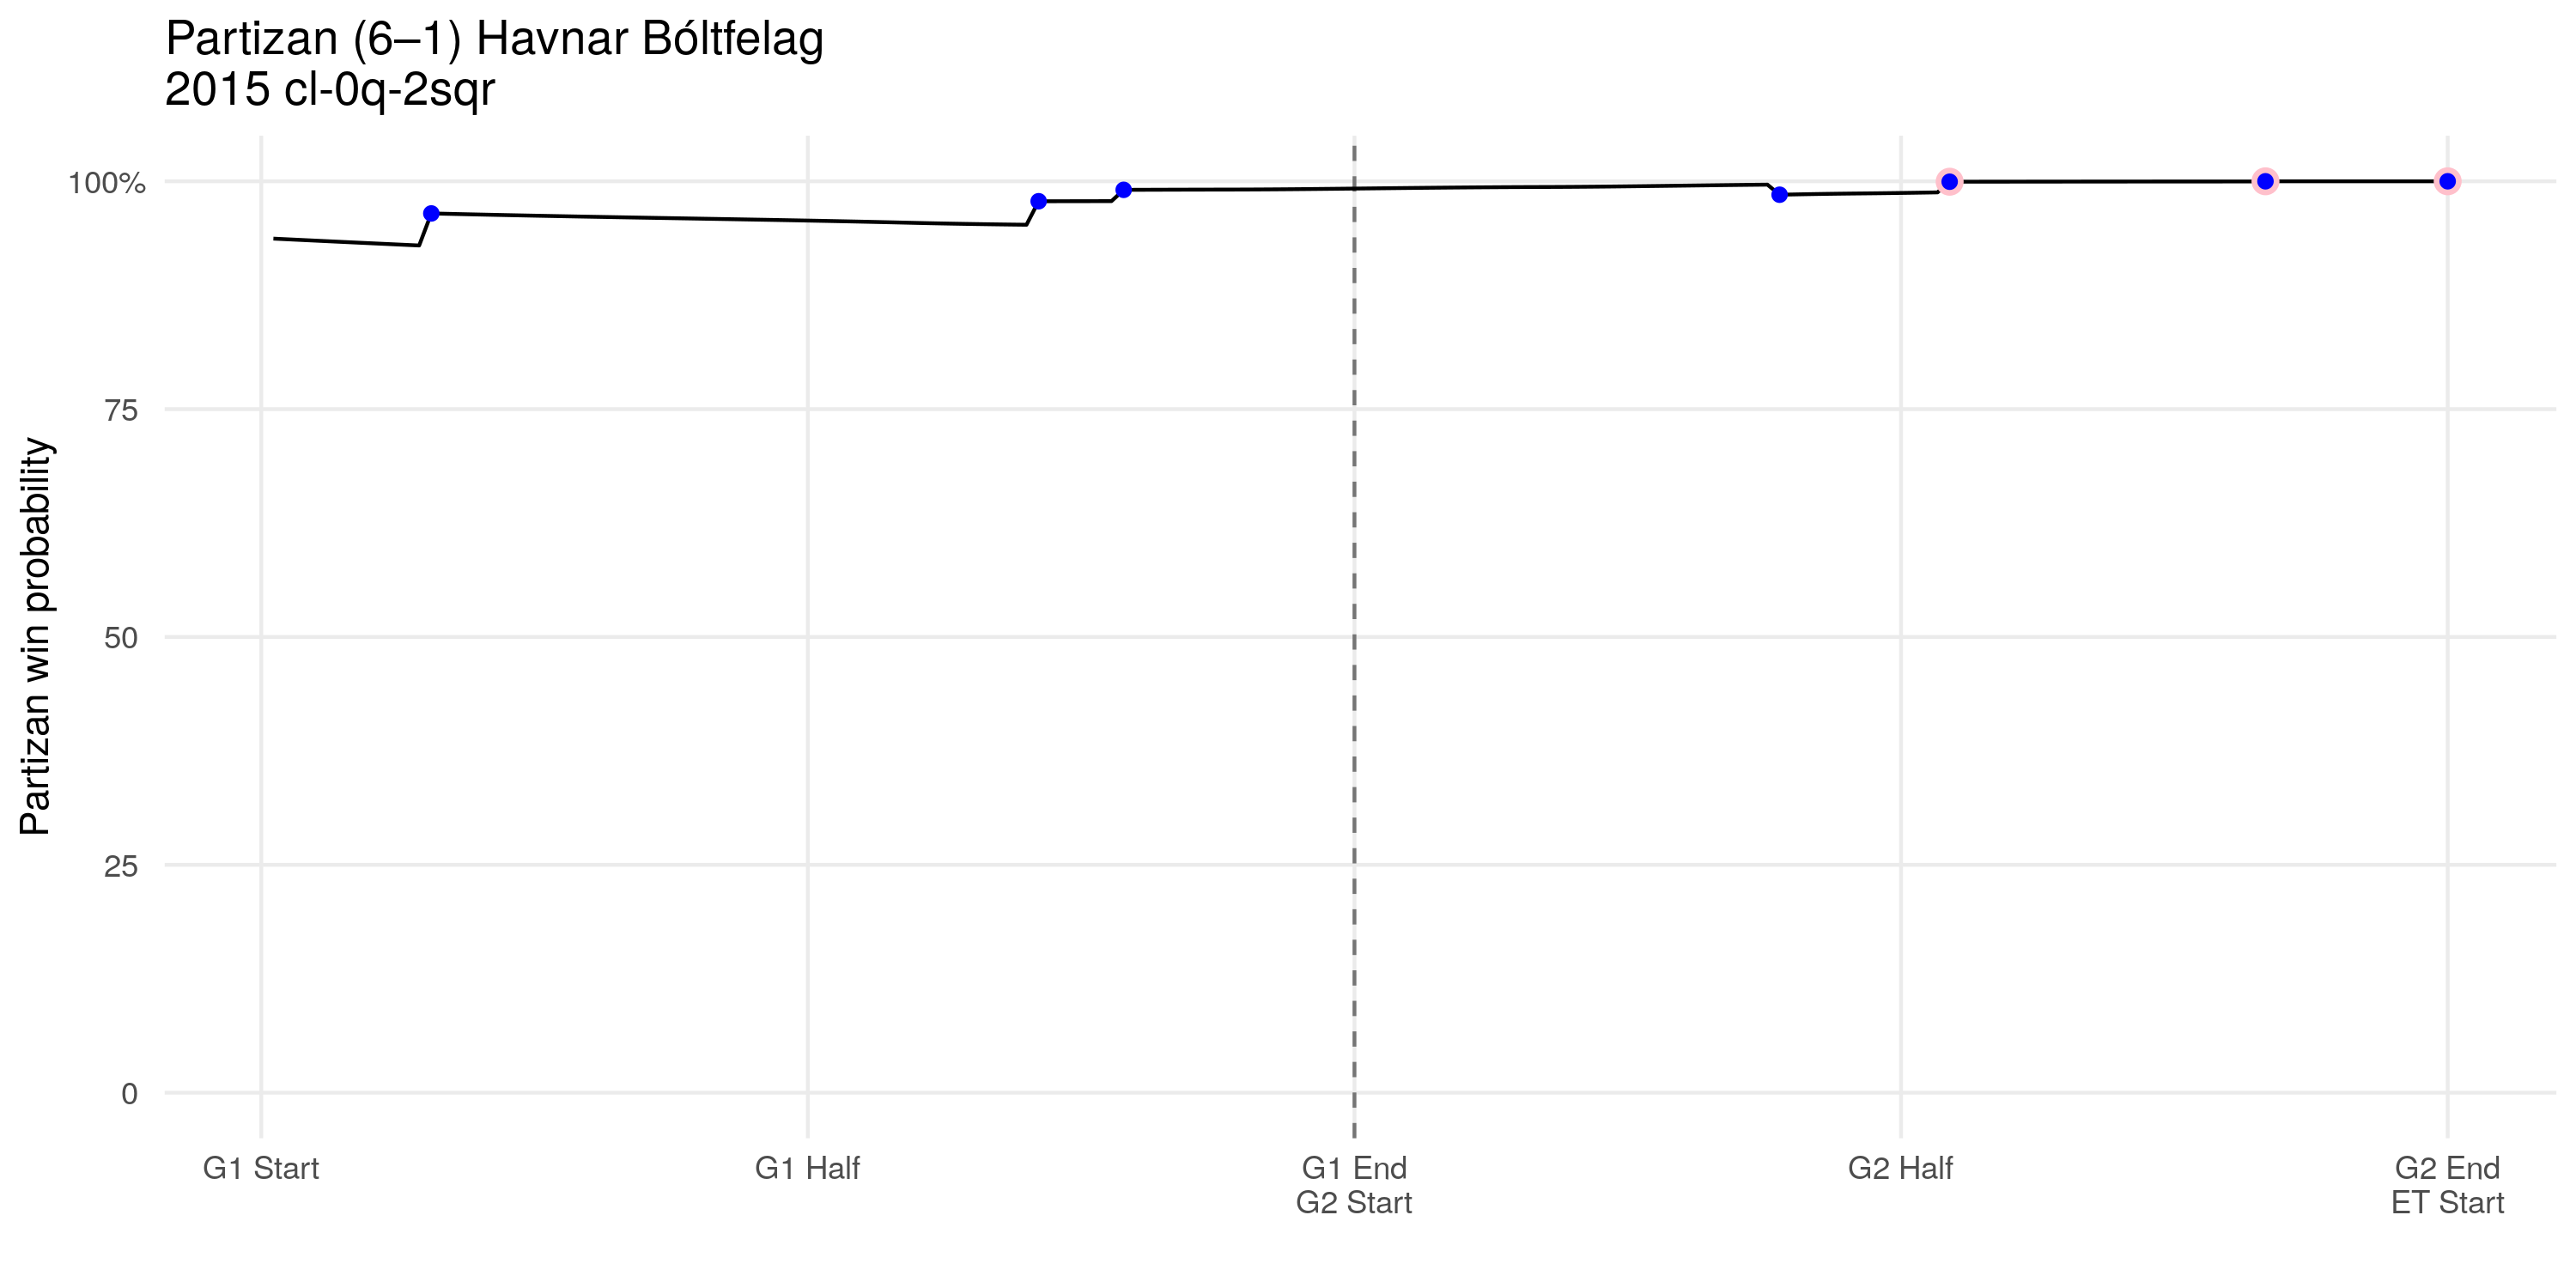 Partizan (6–1) Havnar Bóltfelag
2015 cl-0q-2sqr
Partizan win probability
100%
75
50
25
0
G1 Start
G1 Half
G1 End
G2 Start
G2 Half
G2 End
ET Start